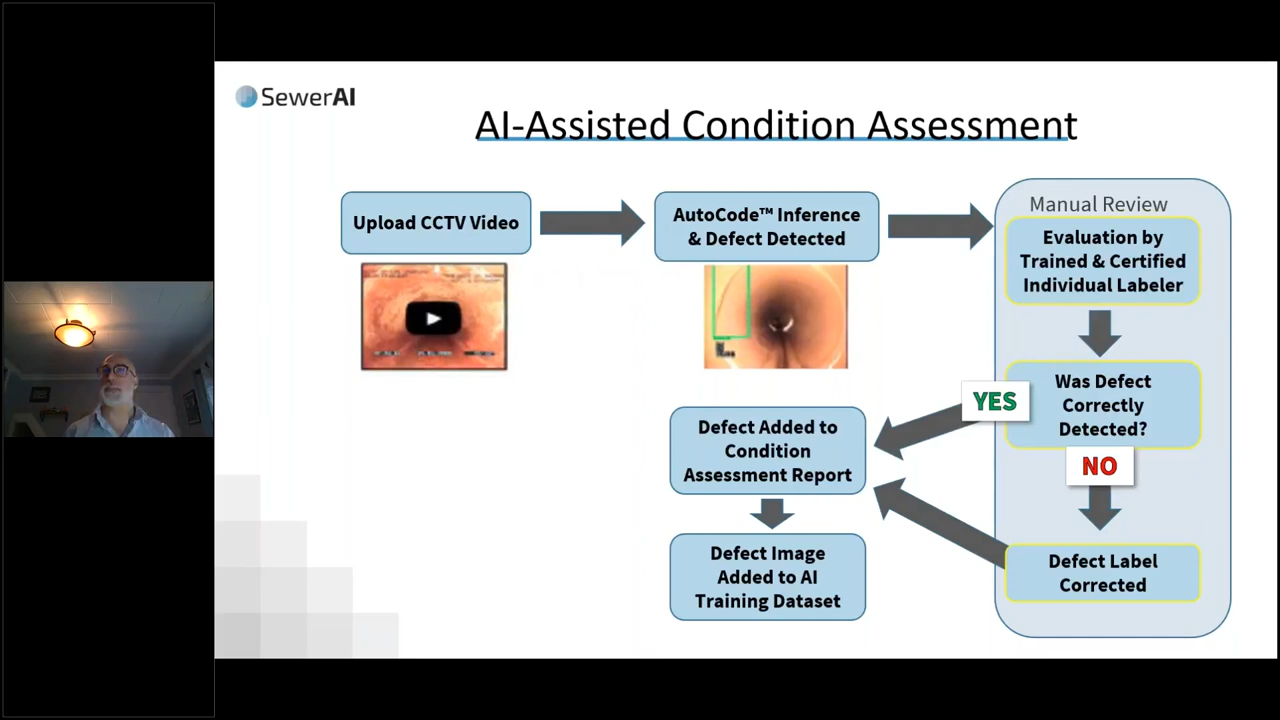 SewerAI
AI-Assisted Condition Assessment
Upload CCTV Video
AutoCode™ Inference
& Defect Detected
Manual Review
Evaluation by
Trained & Certified
Individual Labeler
Was Defect
Correctly
Detected?
YES
NO
Defect Label
Corrected
Defect Added to
Condition
Assessment Report
Defect Image
Added to AI
Training Dataset